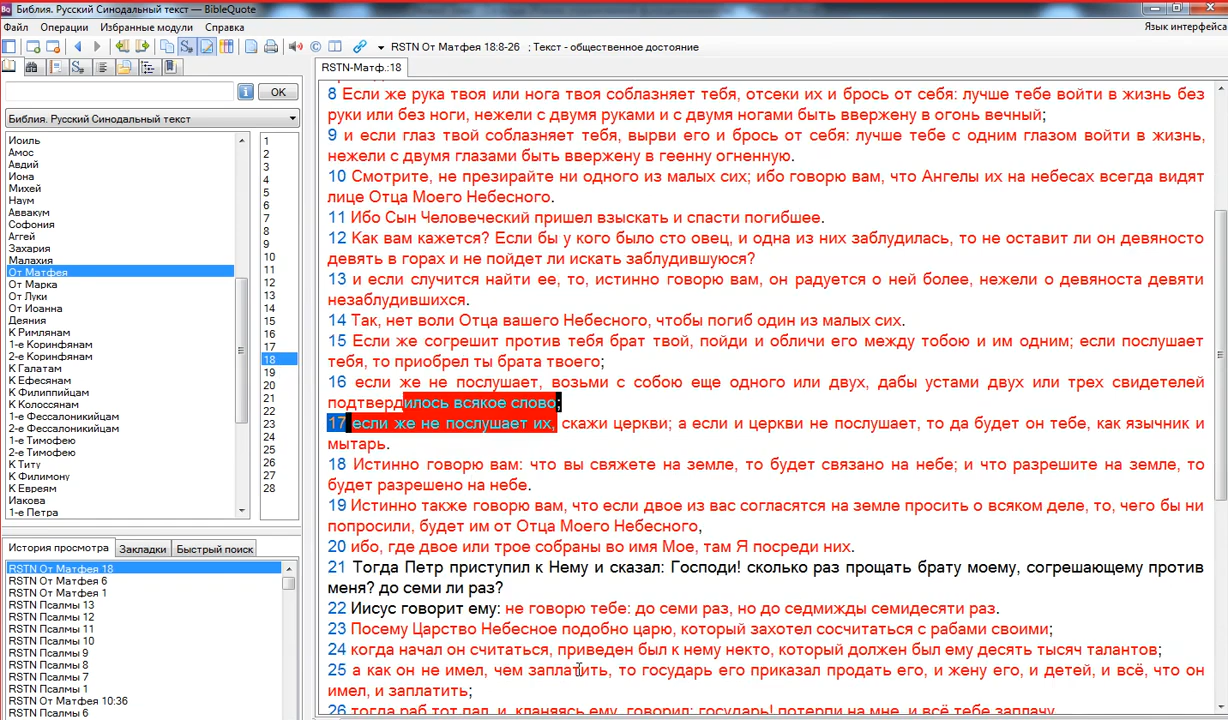 Библия. Русский Синодальный текст — BibleQuote
Файл Операции Избранные модули Справка
Язык интерфейса
RSTN От Матфея 18:8-26 ; Текст - общественное достояние
RSTN-Матф.:18
OK
Библия. Русский Синодальный текст
Иоиль
Амос
Авдий
Иона
Михей
Наум
Аввакум
Софония
Аггей
Захария
Малахия
От Матфея
От Марка
От Луки
От Иоанна
Деяния
К Римлянам
1-е Коринфянам
2-е Коринфянам
К Галатам
К Ефесянам
К Филиппийцам
К Колоссянам
1-е Фессалоникийцам
2-е Фессалоникийцам
1-е Тимофею
2-е Тимофею
К Титу
К Филимону
К Евреям
Иакова
1-е Петра
1
2
3
4
5
6
7
8
9
10
11
12
13
14
15
16
17
18
19
20
21
22
23
24
25
26
27
28
История просмотра Закладки Быстрый поиск
RSTN От Матфея 18
RSTN От Матфея 6
RSTN От Матфея 1
RSTN Псалмы 13
RSTN Псалмы 12
RSTN Псалмы 11
RSTN Псалмы 10
RSTN Псалмы 9
RSTN Псалмы 8
RSTN Псалмы 7
RSTN Псалмы 1
RSTN От Матфея 10:36
RSTN Псалмы 6
8 Если же рука твоя или нога твоя соблазняет тебя, отсеки их и брось от себя: лучше тебе войти в жизнь без
руки или без ноги, нежели с двумя руками и с двумя ногами быть ввержену в огонь вечный;
9 и если глаз твой соблазняет тебя, вырви его и брось от себя: лучше тебе с одним глазом войти в жизнь,
нежели с двумя глазами быть ввержену в геенну огненную.
10 Смотрите, не презирайте ни одного из малых сих; ибо говорю вам, что Ангелы их на небесах всегда видят
лице Отца Моего Небесного.
11 Ибо Сын Человеческий пришел взыскать и спасти погибшее.
12 Как вам кажется? Если бы у кого было сто овец, и одна из них заблудилась, то не оставит ли он девяносто
девять в горах и не пойдет ли искать заблудившуюся?
13 и если случится найти ее, то, истинно говорю вам, он радуется о ней более, нежели о девяноста девяти
незаблудившихся.
14 Так, нет воли Отца вашего Небесного, чтобы погиб один из малых сих.
15 Если же согрешит против тебя брат твой, пойди и обличи его между тобою и им одним; если послушает
тебя, то приобрел ты брата твоего;
16 если же не послушает, возьми с собою еще одного или двух, дабы устами двух или трех свидетелей
подтвердилось всякое слово;
17 если же не послушает их, скажи церкви; а если и церкви не послушает, то да будет он тебе, как язычник и
мытарь.
18 Истинно говорю вам: что вы свяжете на земле, то будет связано на небе; и что разрешите на земле, то
будет разрешено на небе.
19 Истинно также говорю вам, что если двое из вас согласятся на земле просить о всяком деле, то, чего бы ни
попросили, будет им от Отца Моего Небесного,
20 ибо, где двое или трое собраны во имя Мое, там Я посреди них.
21 Тогда Петр приступил к Нему и сказал: Господи! сколько раз прощать брату моему, согрешающему против
меня? до семи ли раз?
22 Иисус говорит ему: не говорю тебе: до семи раз, но до седмижды семидесяти раз.
23 Посему Царство Небесное подобно царю, который захотел сосчитаться с рабами своими;
24 когда начал он считаться, приведен был к нему некто, который должен был ему десять тысяч талантов;
25 а как он не имел, чем заплатить, то государь его приказал продать его, и жену его, и детей, и всё, что он
имел, и заплатить;
26 тогда раб тот пал, и, кланяясь ему, говорил: государь! потерпи на мне, и всё тебе заплачу.